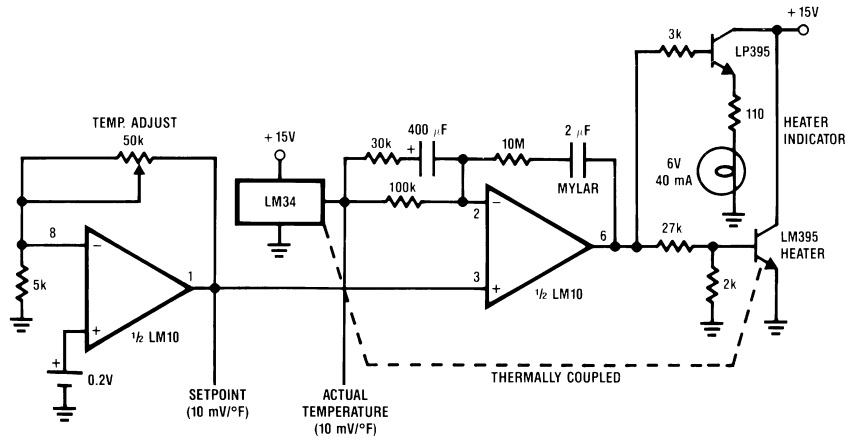 + 15V
3k
LP395
110
HEATER
INDICATOR
6V
40 mA
TEMP. ADJUST
50k
+ 15V
30k
400 μF
+
10M
2 μF
MYLAR
LM34
100k
−
2
6
27k
LM395
HEATER
2k
8
−
1
3
+
½ LM10
5k
+
½ LM10
+
0.2V
THERMALLY COUPLED
SETPOINT
(10 mV/°F)
ACTUAL
TEMPERATURE
(10 mV/°F)